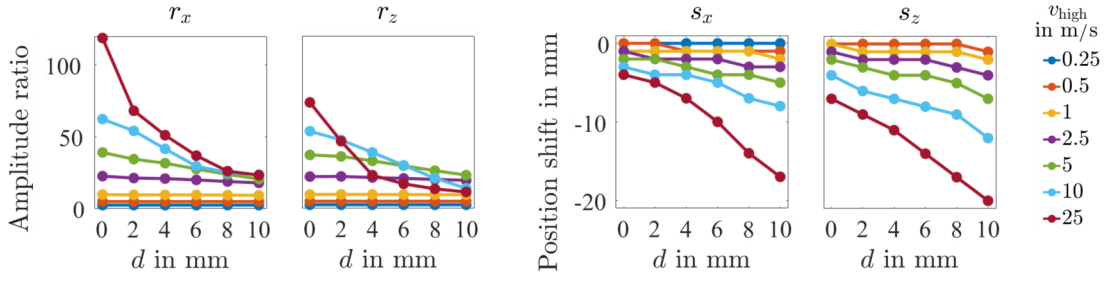 r_x
r_z
s_x
s_z
v_high
in m/s
Amplitude ratio
100
50
0
0 2 4 6 8 10
d in mm
0 2 4 6 8 10
d in mm
Position shift in mm
0
-10
-20
0 2 4 6 8 10
d in mm
0 2 4 6 8 10
d in mm
0.25
0.5
1
2.5
5
10
25